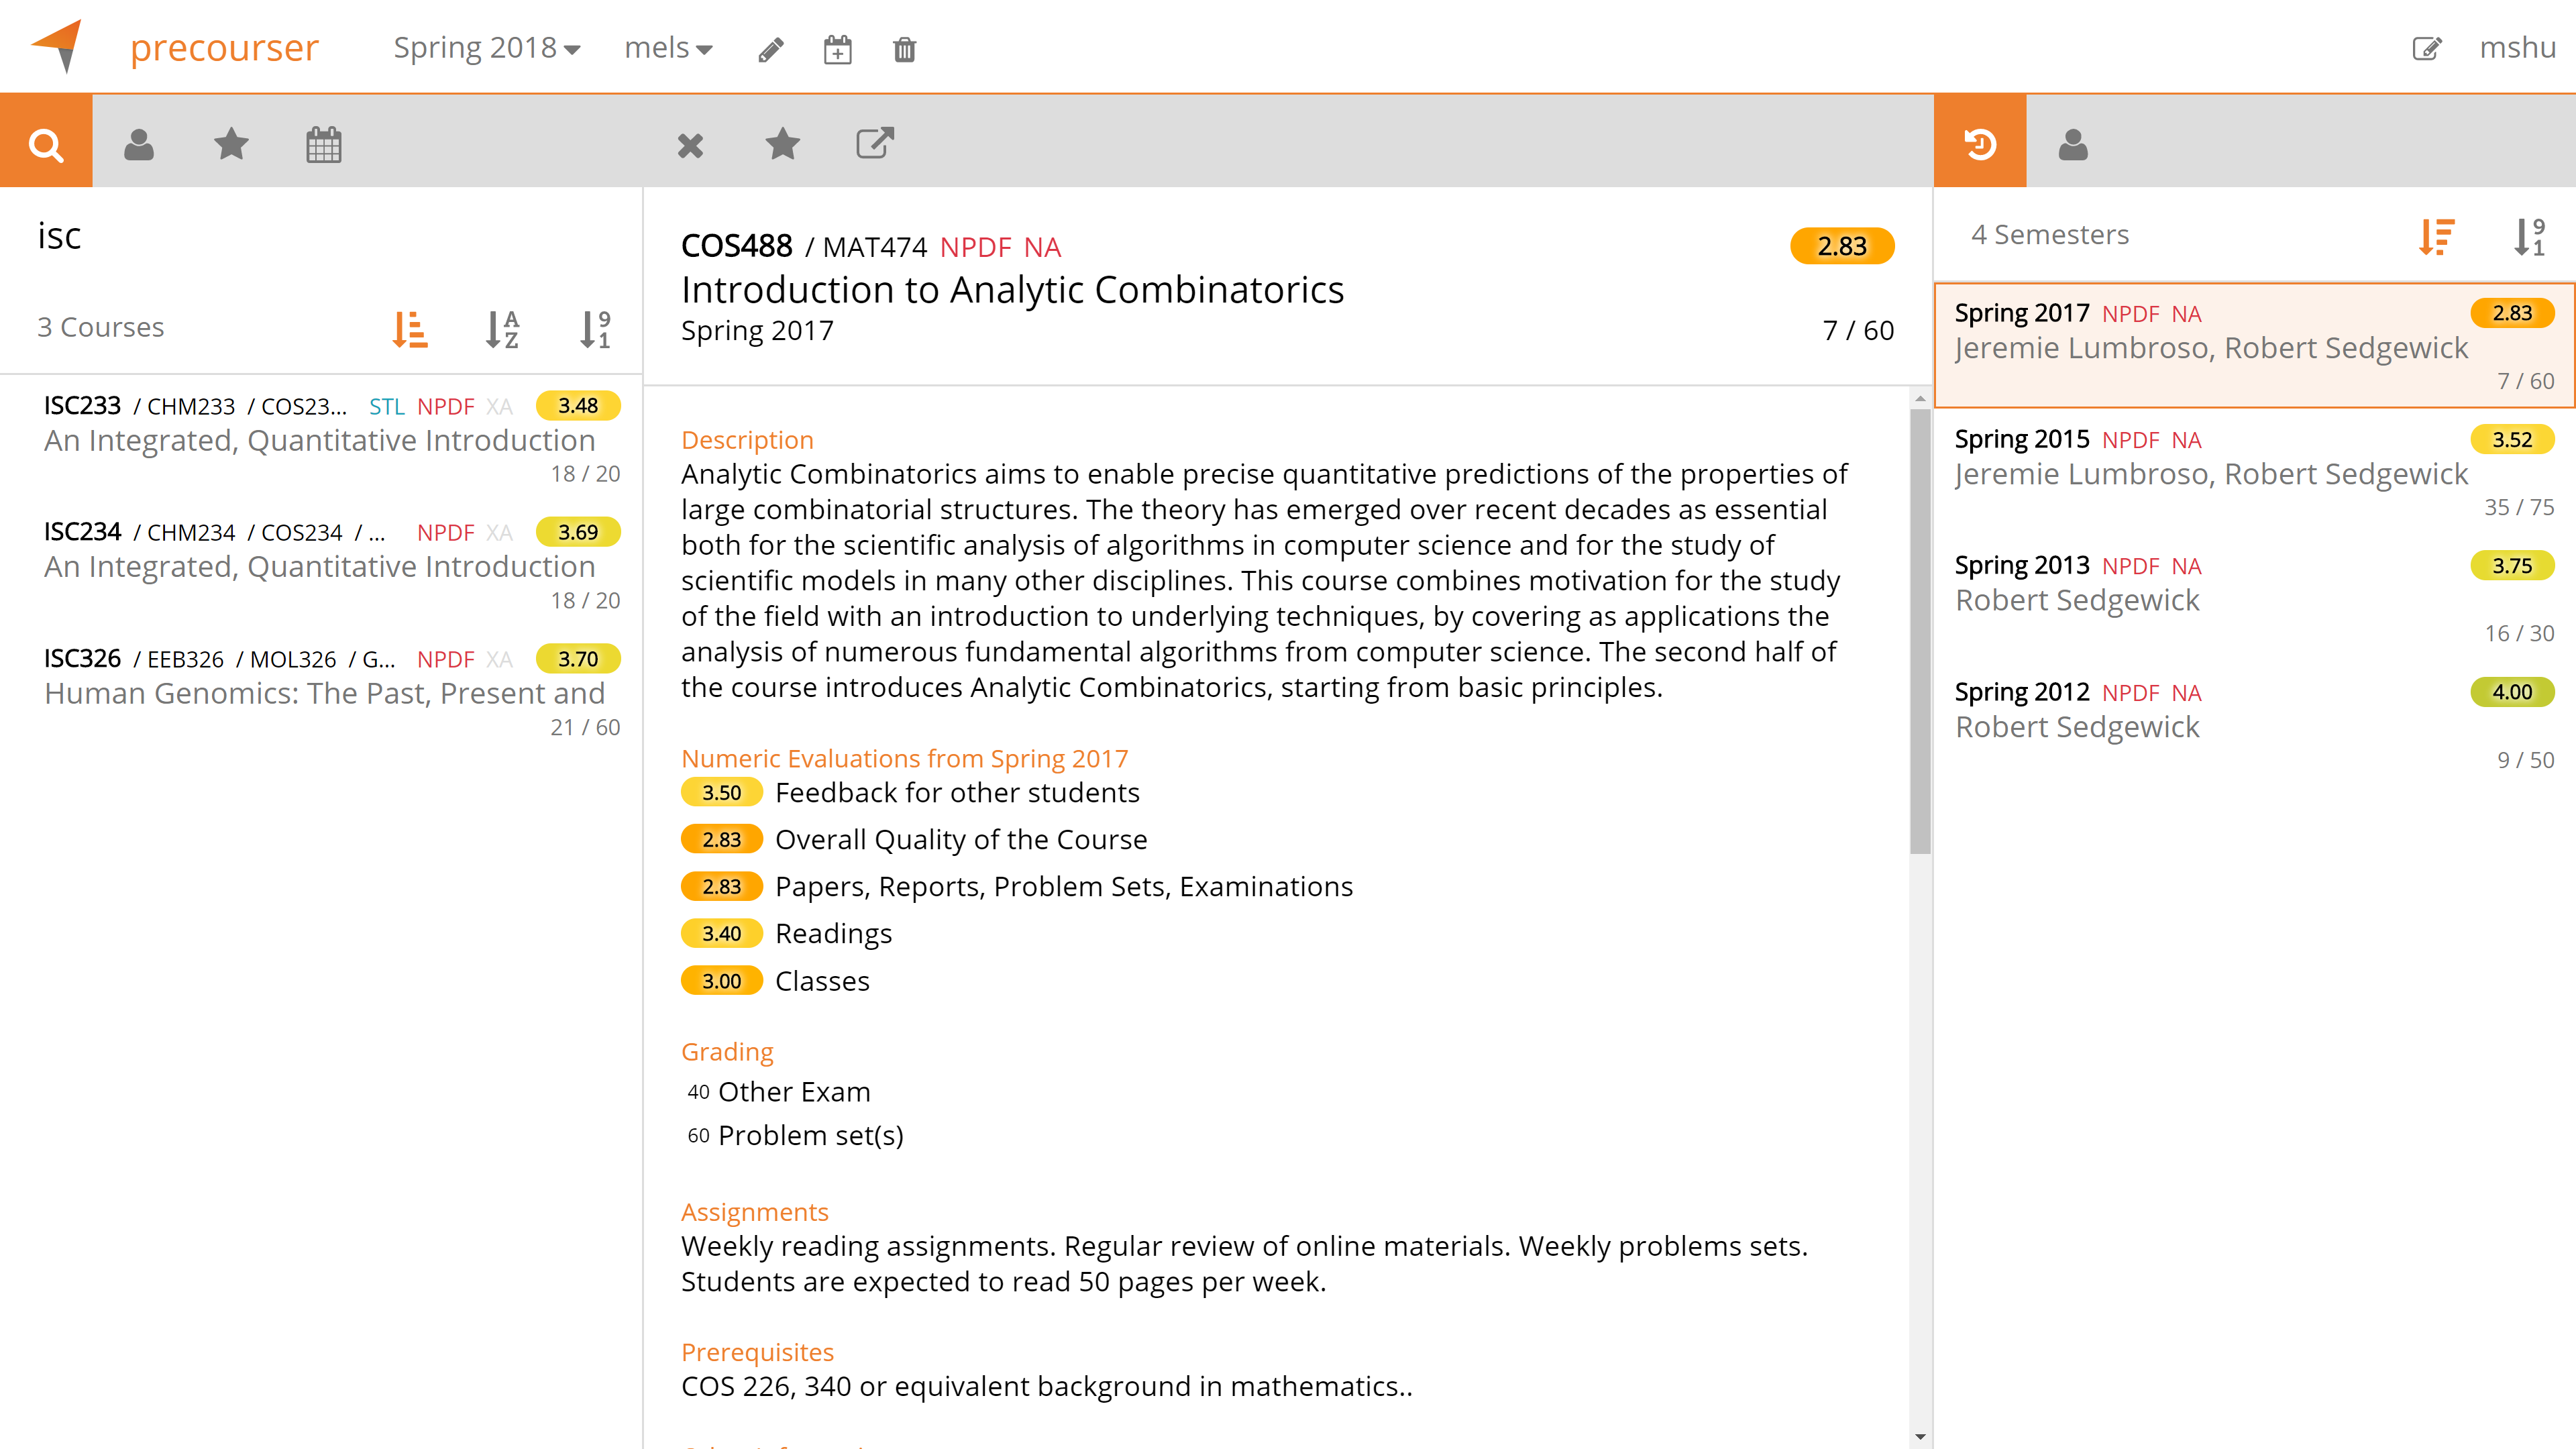 precourser Spring 2018 mels mshu
isc
3 Courses
ISC233 / CHM233 / COS23... STL NPDF XA 3.48
An Integrated, Quantitative Introduction
18 / 20
ISC234 / CHM234 / COS234 / ... NPDF XA 3.69
An Integrated, Quantitative Introduction
18 / 20
ISC326 / EEB326 / MOL326 / G... NPDF XA 3.70
Human Genomics: The Past, Present and
21 / 60
COS488 / MAT474 NPDF NA 2.83
Introduction to Analytic Combinatorics
Spring 2017 7 / 60
Description
Analytic Combinatorics aims to enable precise quantitative predictions of the properties of
large combinatorial structures. The theory has emerged over recent decades as essential
both for the scientific analysis of algorithms in computer science and for the study of
scientific models in many other disciplines. This course combines motivation for the study
of the field with an introduction to underlying techniques, by covering as applications the
analysis of numerous fundamental algorithms from computer science. The second half of
the course introduces Analytic Combinatorics, starting from basic principles.
Numeric Evaluations from Spring 2017
3.50 Feedback for other students
2.83 Overall Quality of the Course
2.83 Papers, Reports, Problem Sets, Examinations
3.40 Readings
3.00 Classes
Grading
40 Other Exam
60 Problem set(s)
Assignments
Weekly reading assignments. Regular review of online materials. Weekly problems sets.
Students are expected to read 50 pages per week.
Prerequisites
COS 226, 340 or equivalent background in mathematics..
4 Semesters
Spring 2017 NPDF NA 2.83
Jeremie Lumbroso, Robert Sedgewick
7 / 60
Spring 2015 NPDF NA 3.52
Jeremie Lumbroso, Robert Sedgewick
35 / 75
Spring 2013 NPDF NA 3.75
Robert Sedgewick
16 / 30
Spring 2012 NPDF NA 4.00
Robert Sedgewick
9 / 50